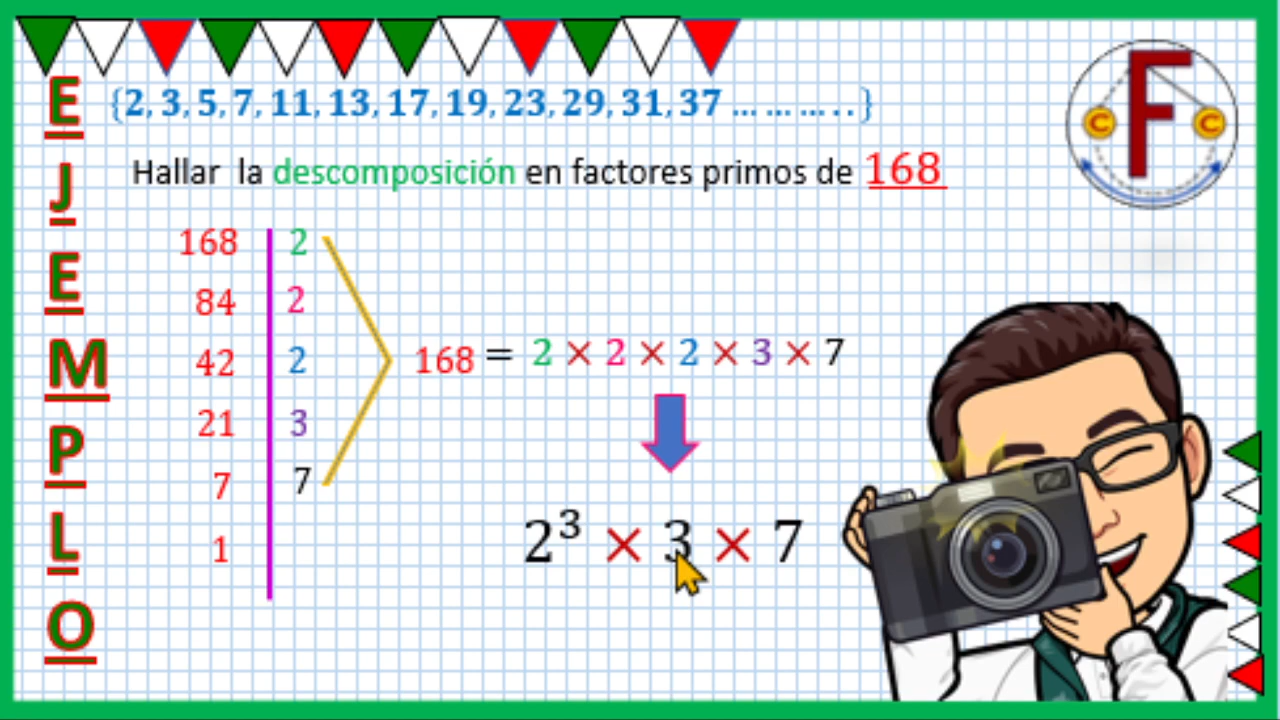 EJEMPLO
{2, 3, 5, 7, 11, 13, 17, 19, 23, 29, 31, 37 … … … . . }
Hallar la descomposición en factores primos de 168
168 | 2
84 | 2
42 | 2
21 | 3
7 | 7
1
168 = 2 × 2 × 2 × 3 × 7
2³ × 3 × 7
C F C